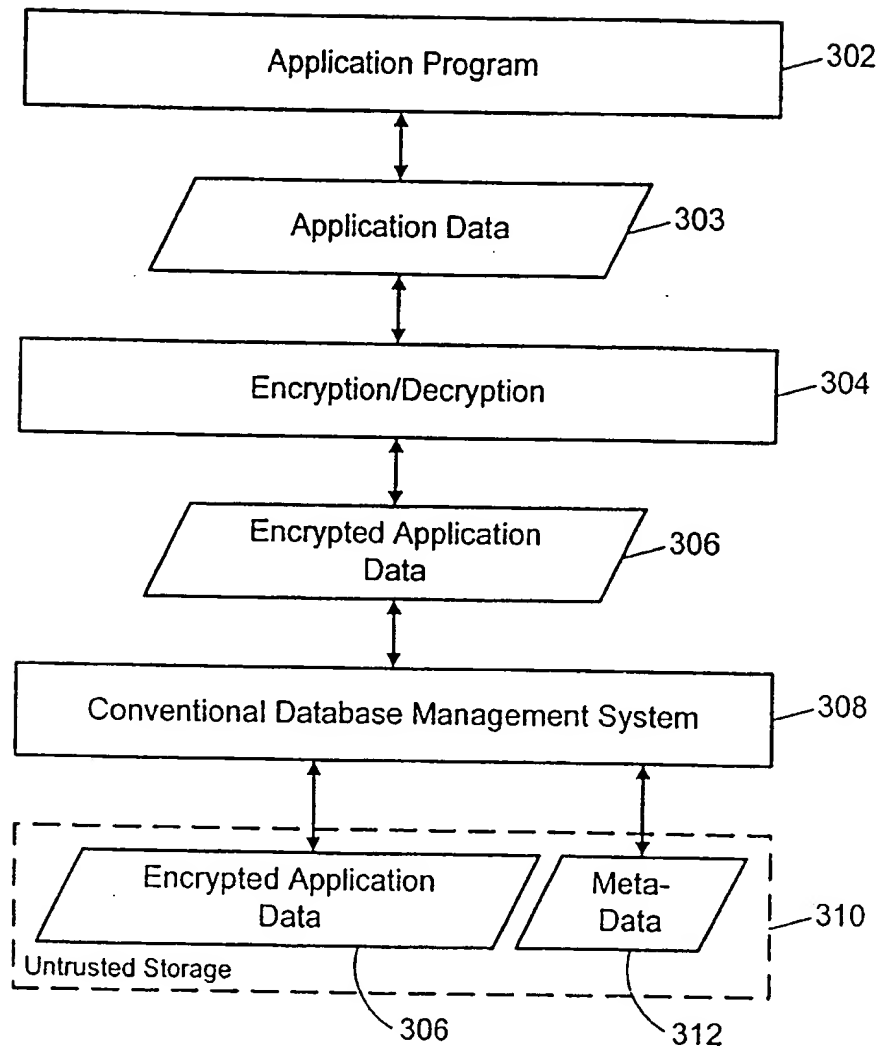 Application Program
302
Application Data
303
Encryption/Decryption
304
Encrypted Application
Data
306
Conventional Database Management System
308
Encrypted Application
Data
Meta-
Data
310
Untrusted Storage
306
312